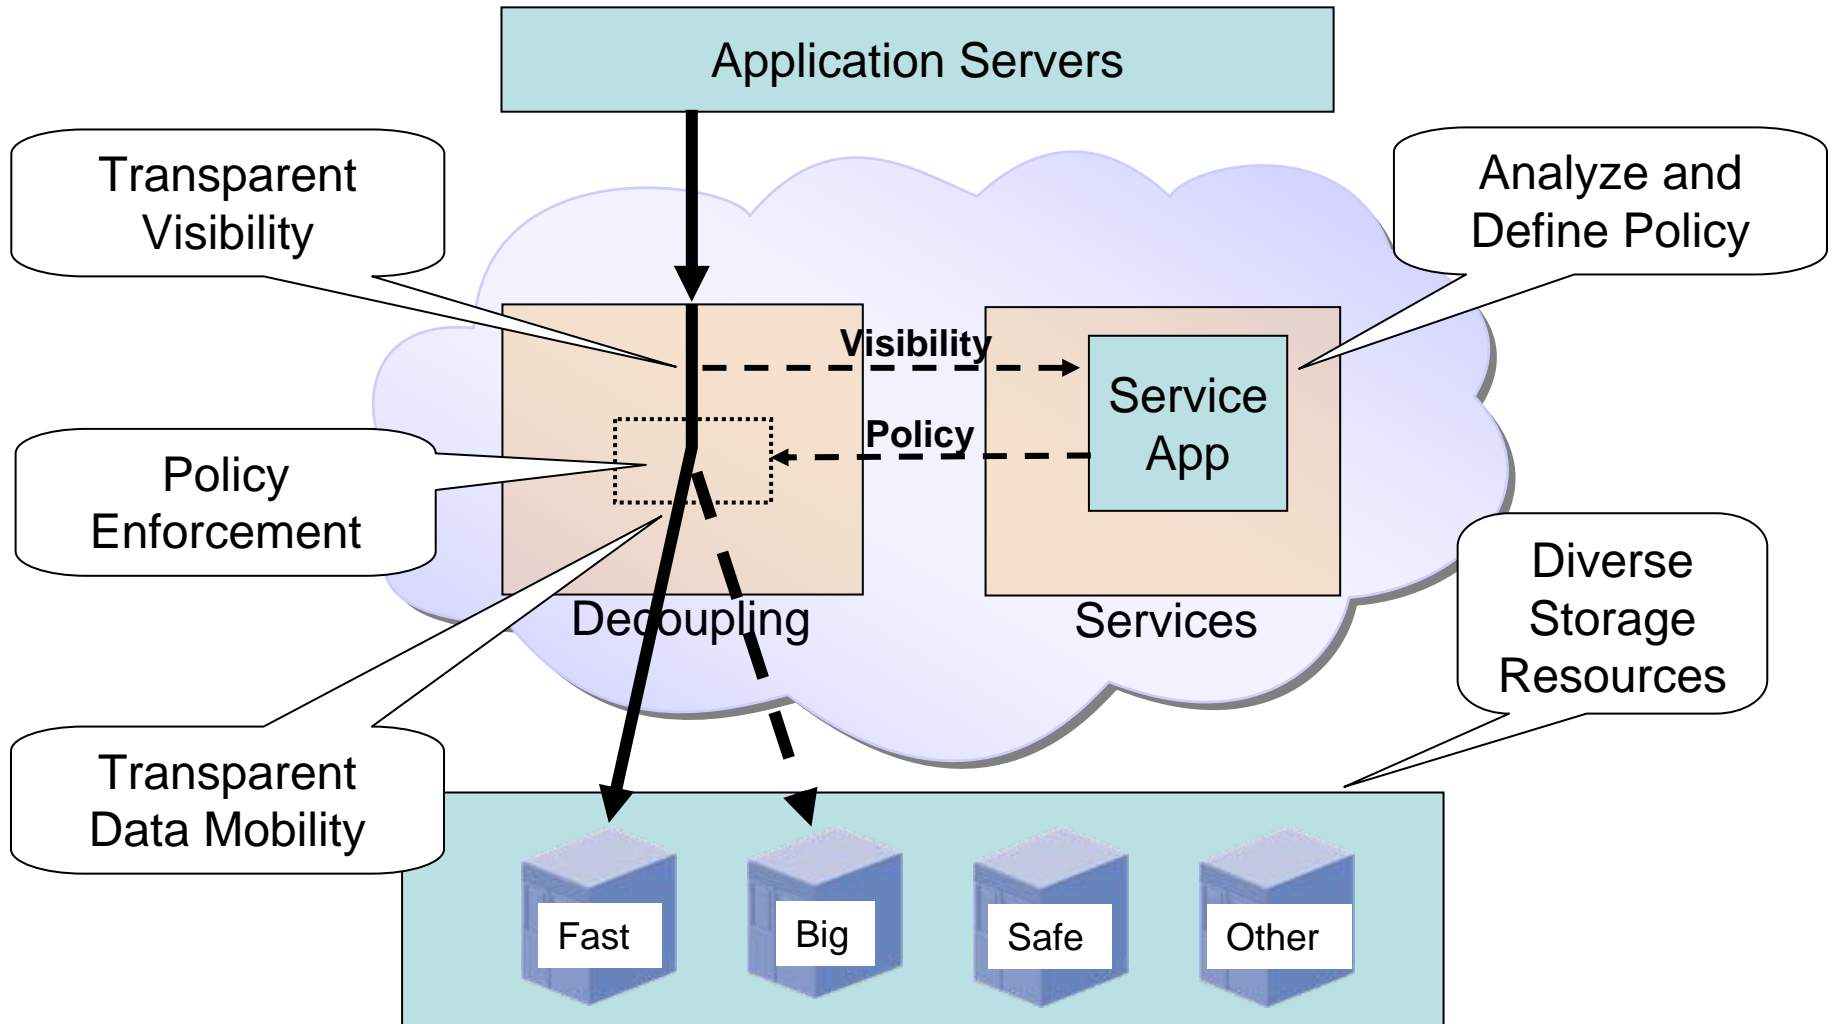 Application Servers
Transparent
Visibility
Analyze and
Define Policy
Visibility
Service
App
Policy
Policy
Enforcement
Decoupling
Services
Diverse
Storage
Resources
Transparent
Data Mobility
Fast
Big
Safe
Other